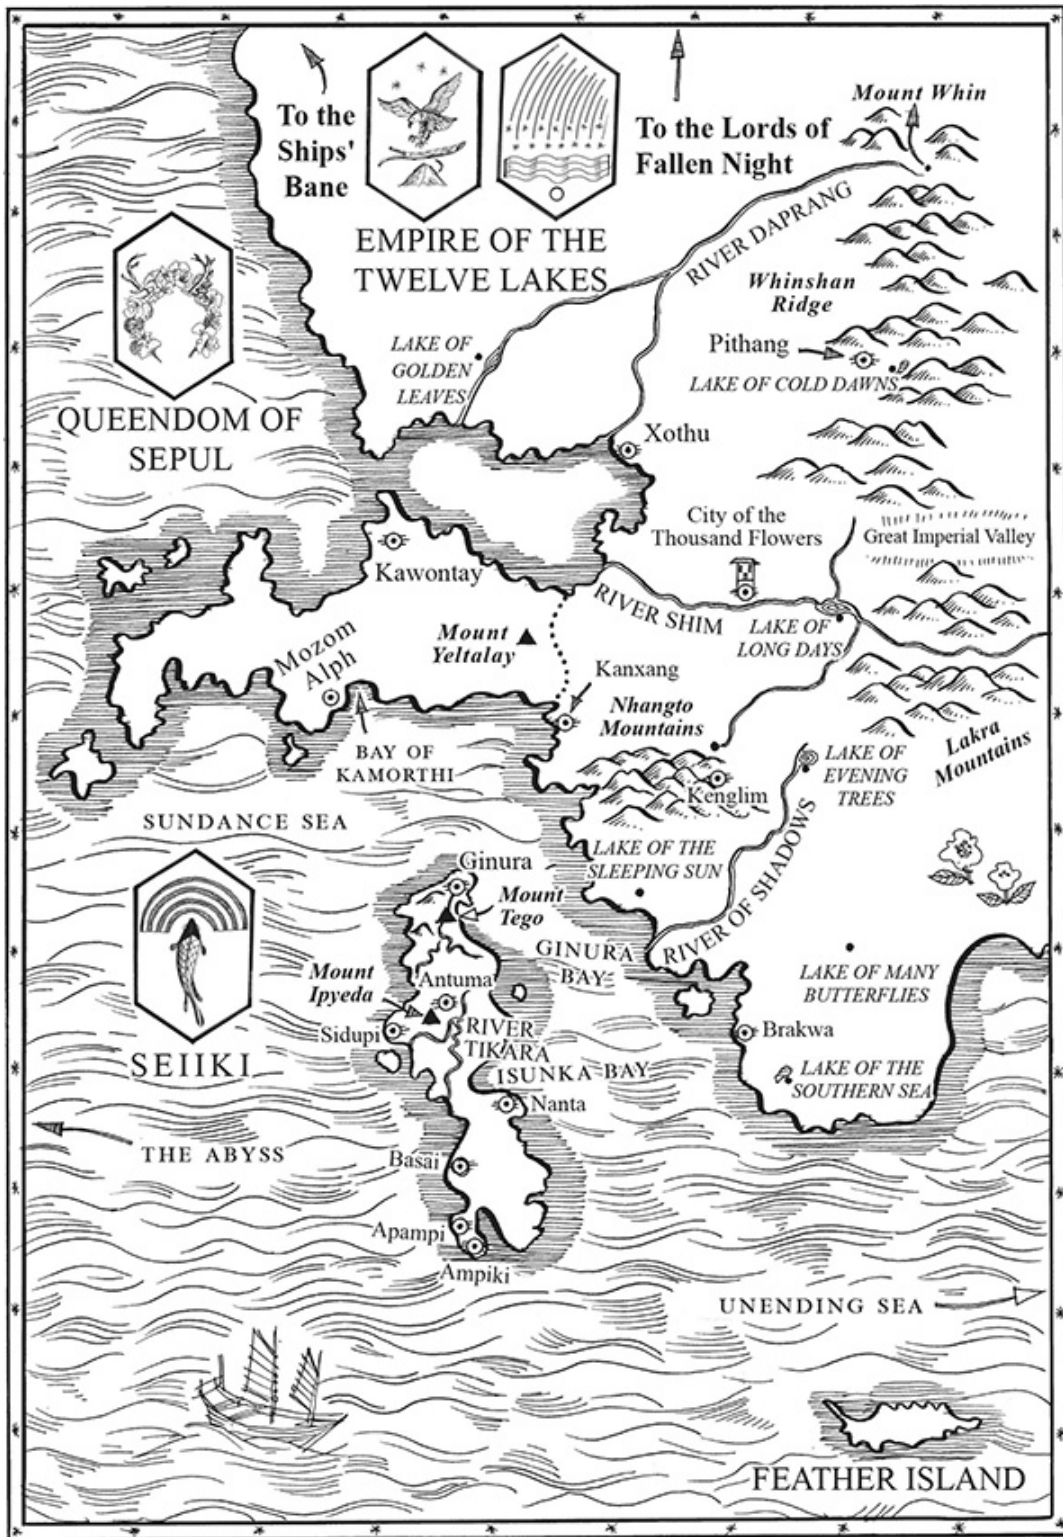 Mount Whin
To the
Ships'
Bane
To the Lords of
Fallen Night
RIVER DAPRANG
EMPIRE OF THE
TWELVE LAKES
Whinshan
Ridge
LAKE OF
GOLDEN
LEAVES
Pithang
LAKE OF COLD DAWNS
QUEENDOM OF
SEPUL
Xothu
City of the
Thousand Flowers
Great Imperial Valley
Kawontay
RIVER SHIM
LAKE OF
LONG DAYS
Mount
Yeltalay
Mozom
Alph
Kanxang
Nhangto
Mountains
Lakra
Mountains
BAY OF
KAMORTHI
LAKE OF
EVENING
TREES
Kenglim
SUNDANCE SEA
LAKE OF THE
SLEEPING SUN
RIVER OF SHADOWS
Ginura
Mount
Tego
GINURA
BAY
LAKE OF MANY
BUTTERFLIES
Mount
Ipyeda
Antuma
Sidupi
RIVER
TIKARA
Brakwa
SEIIKI
ISUNKA BAY
LAKE OF THE
SOUTHERN SEA
Nanta
THE ABYSS
Basai
Apampi
Ampiki
UNENDING SEA
FEATHER ISLAND